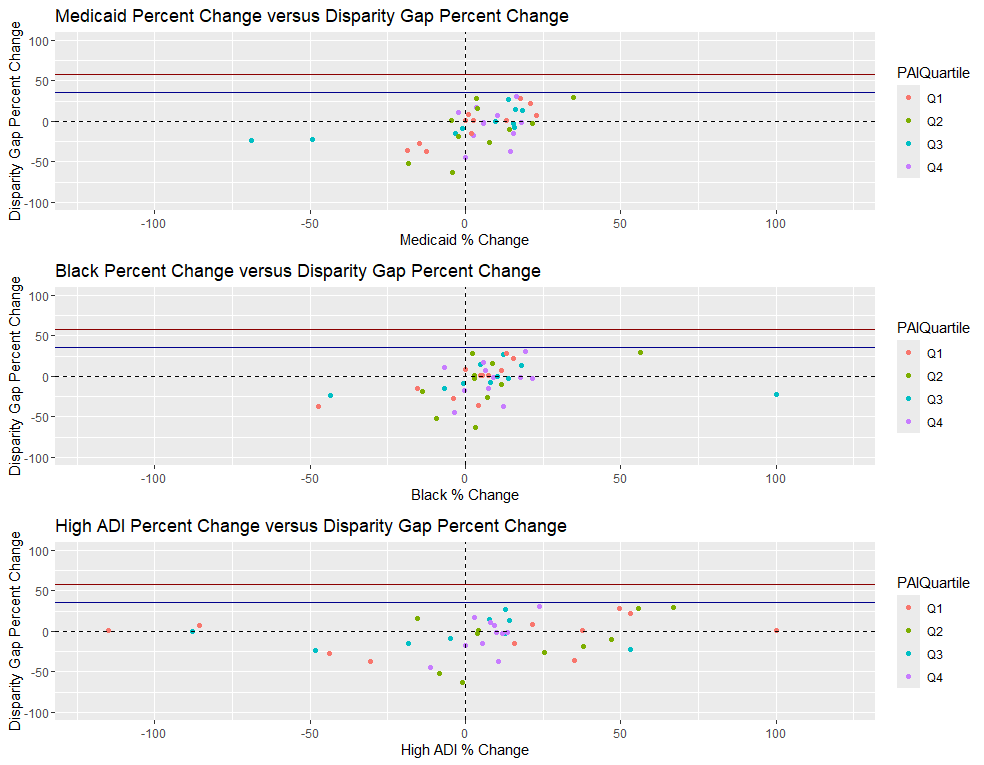 Medicaid Percent Change versus Disparity Gap Percent Change
Disparity Gap Percent Change
100
50
0
-50
-100
-100
-50
0
50
100
Medicaid % Change
PAIQuartile
Q1
Q2
Q3
Q4
Black Percent Change versus Disparity Gap Percent Change
Disparity Gap Percent Change
100
50
0
-50
-100
-100
-50
0
50
100
Black % Change
PAIQuartile
Q1
Q2
Q3
Q4
High ADI Percent Change versus Disparity Gap Percent Change
Disparity Gap Percent Change
100
50
0
-50
-100
-100
-50
0
50
100
High ADI % Change
PAIQuartile
Q1
Q2
Q3
Q4